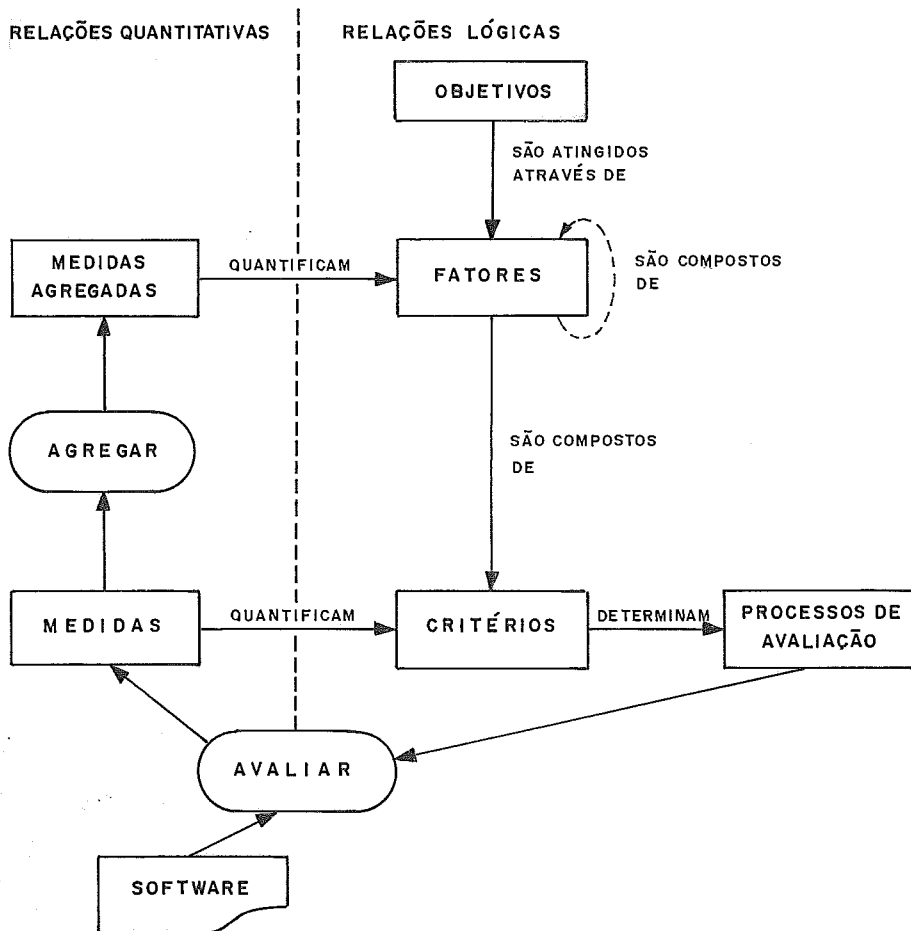 RELAÇÕES QUANTITATIVAS
RELAÇÕES LÓGICAS
OBJETIVOS
SÃO ATINGIDOS
ATRAVÉS DE
MEDIDAS
AGREGADAS
QUANTIFICAM
FATORES
SÃO COMPOSTOS
DE
AGREGAR
SÃO COMPOSTOS
DE
MEDIDAS
QUANTIFICAM
CRITÉRIOS
DETERMINAM
PROCESSOS DE
AVALIAÇÃO
AVALIAR
SOFTWARE